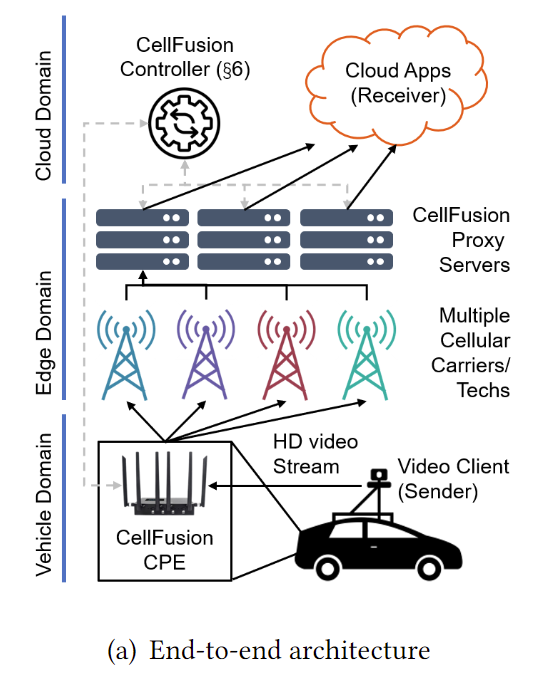 Cloud Domain
CellFusion
Controller (§6)
Cloud Apps
(Receiver)
Edge Domain
CellFusion
Proxy
Servers
Multiple
Cellular
Carriers/
Techs
Vehicle Domain
HD video
Stream
Video Client
(Sender)
CellFusion
CPE
(a) End-to-end architecture